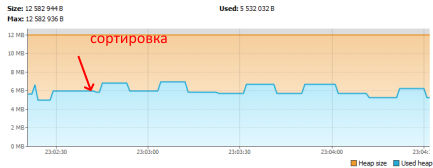 Size: 12 582 944 B
Used: 5 532 032 B
Max: 12 582 936 B
сортировка
12 MB
10 MB
8 MB
6 MB
4 MB
2 MB
0 MB
23:02:30
23:03:00
23:03:30
23:04:00
23:04:
Heap size
Used heap